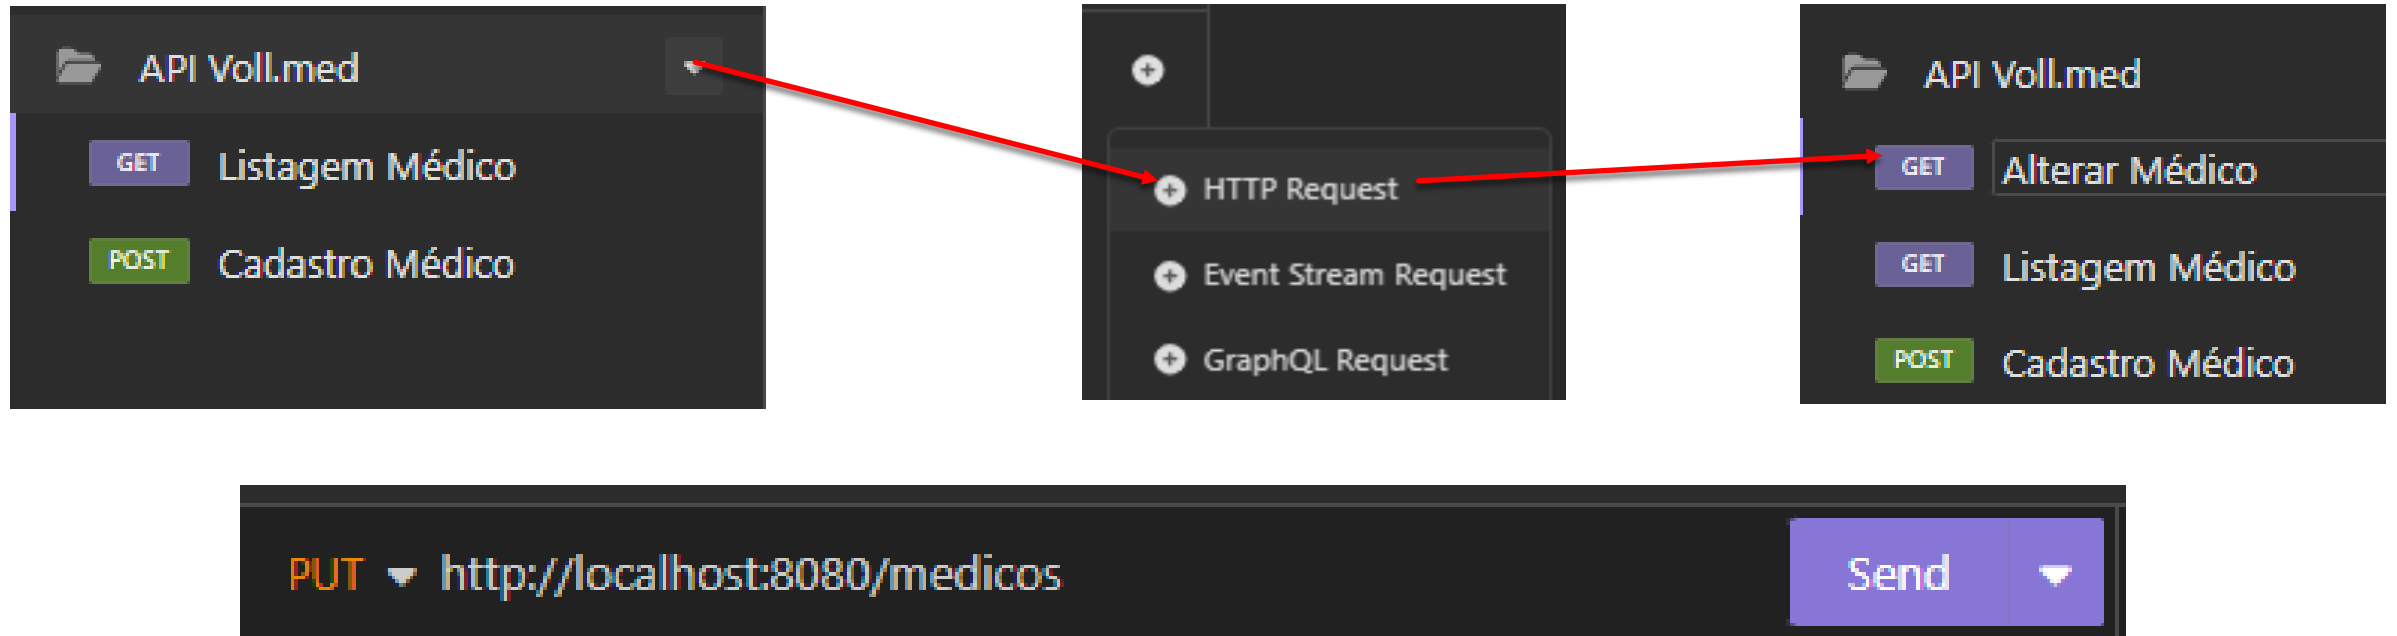 API Voll.med
GET Listagem Médico
POST Cadastro Médico
HTTP Request
Event Stream Request
GraphQL Request
API Voll.med
GET Alterar Médico
GET Listagem Médico
POST Cadastro Médico
PUT http://localhost:8080/medicos Send